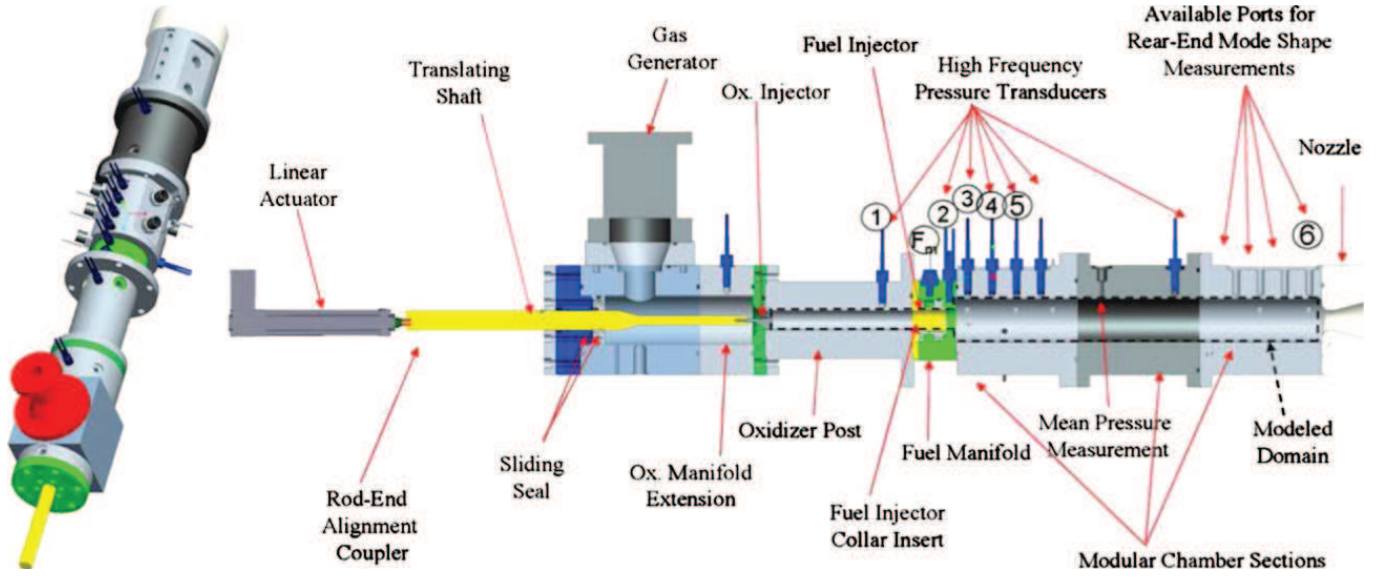 Available Ports for
Rear-End Mode Shape
Measurements
Gas
Generator
Fuel Injector
High Frequency
Pressure Transducers
Translating
Shaft
Ox. Injector
Nozzle
Linear
Actuator
1
2
3
4
5
6
Oxidizer Post
Mean Pressure
Measurement
Modeled
Domain
Fuel Manifold
Sliding
Seal
Ox. Manifold
Extension
Rod-End
Alignment
Coupler
Fuel Injector
Collar Insert
Modular Chamber Sections